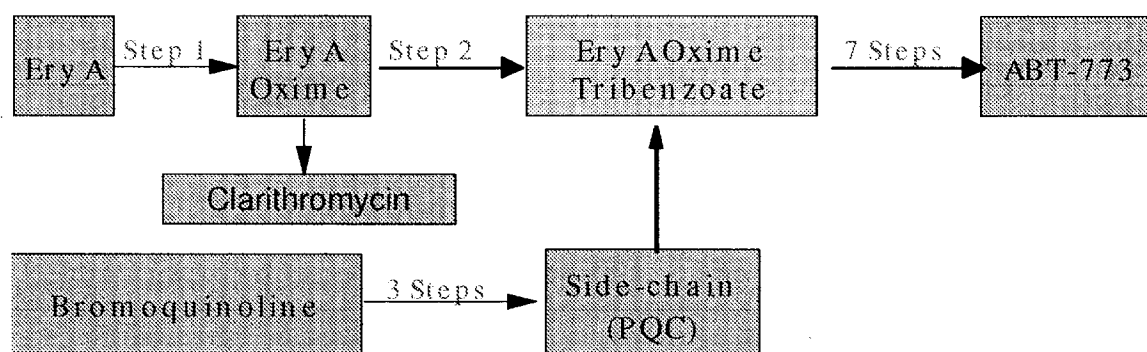 Ery A
Step 1
Ery A
Oxime
Step 2
Ery AOxime
Tribenzoate
7 Steps
ABT-773
Clarithromycin
Bromoquinoline
3 Steps
Side-chain
(PQC)